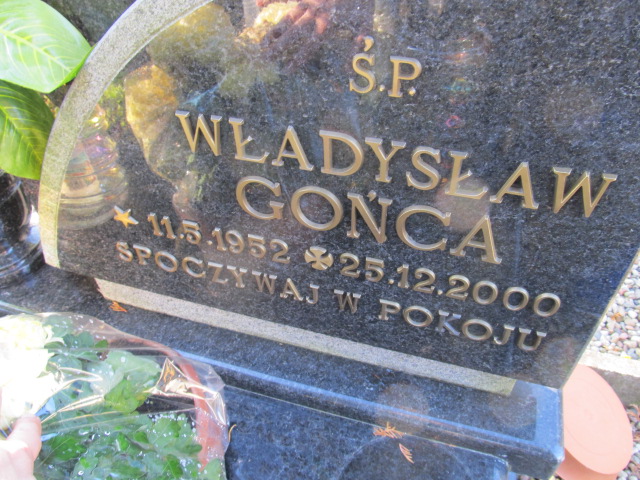 Ś.P.
WŁADYSŁAW
GOŃCA
11.5.1952 25.12.2000
SPOCZYWAJ W POKOJU